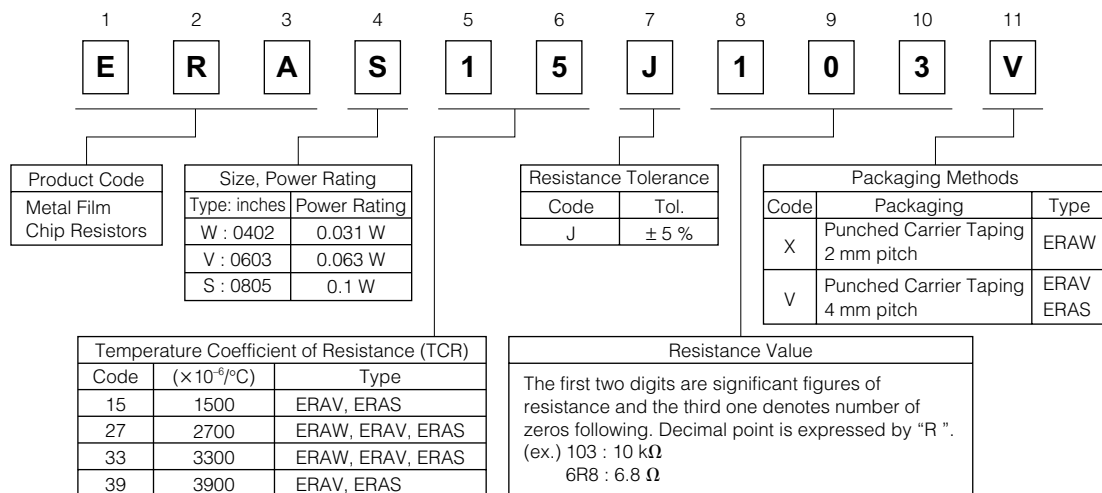 1 2 3 4 5 6 7 8 9 10 11
E R A S 1 5 J 1 0 3 V
Product Code
Metal Film
Chip Resistors
Size, Power Rating
Type: inches Power Rating
W : 0402 0.031 W
V : 0603 0.063 W
S : 0805 0.1 W
Resistance Tolerance
Code Tol.
J ± 5 %
Packaging Methods
Code Packaging Type
X Punched Carrier Taping 2 mm pitch ERAW
V Punched Carrier Taping 4 mm pitch ERAV ERAS
Temperature Coefficient of Resistance (TCR)
Code (×10⁻⁶/°C) Type
15 1500 ERAV, ERAS
27 2700 ERAW, ERAV, ERAS
33 3300 ERAW, ERAV, ERAS
39 3900 ERAV, ERAS
Resistance Value
The first two digits are significant figures of
resistance and the third one denotes number of
zeros following. Decimal point is expressed by “R ”.
(ex.) 103 : 10 kΩ
6R8 : 6.8 Ω